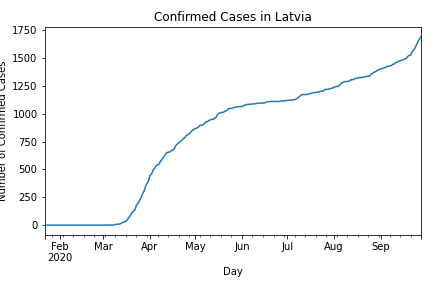 Confirmed Cases in Latvia
Number of Confirmed Cases
1750
1500
1250
1000
750
500
250
0
Feb Mar Apr May Jun Jul Aug Sep
2020
Day